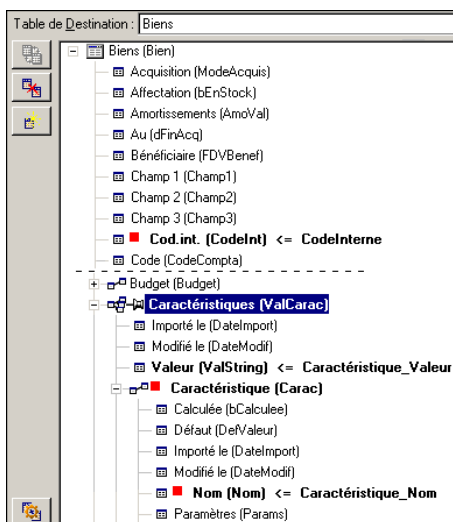 Table de Destination : Biens
Biens (Bien)
Acquisition (ModeAcquis)
Affectation (bEnStock)
Amortissements (AmoVal)
Au (dFinAcq)
Bénéficiaire (FDVBenef)
Champ 1 (Champ1)
Champ 2 (Champ2)
Champ 3 (Champ3)
Cod.int. (CodeInt) <= CodeInterne
Code (CodeCompta)
Budget (Budget)
Caractéristiques (ValCarac)
Importé le (DateImport)
Modifié le (DateModif)
Valeur (ValString) <= Caractéristique_Valeur
Caractéristique (Carac)
Calculée (bCalculee)
Défaut (DefValeur)
Importé le (DateImport)
Modifié le (DateModif)
Nom (Nom) <= Caractéristique_Nom
Paramètres (Params)